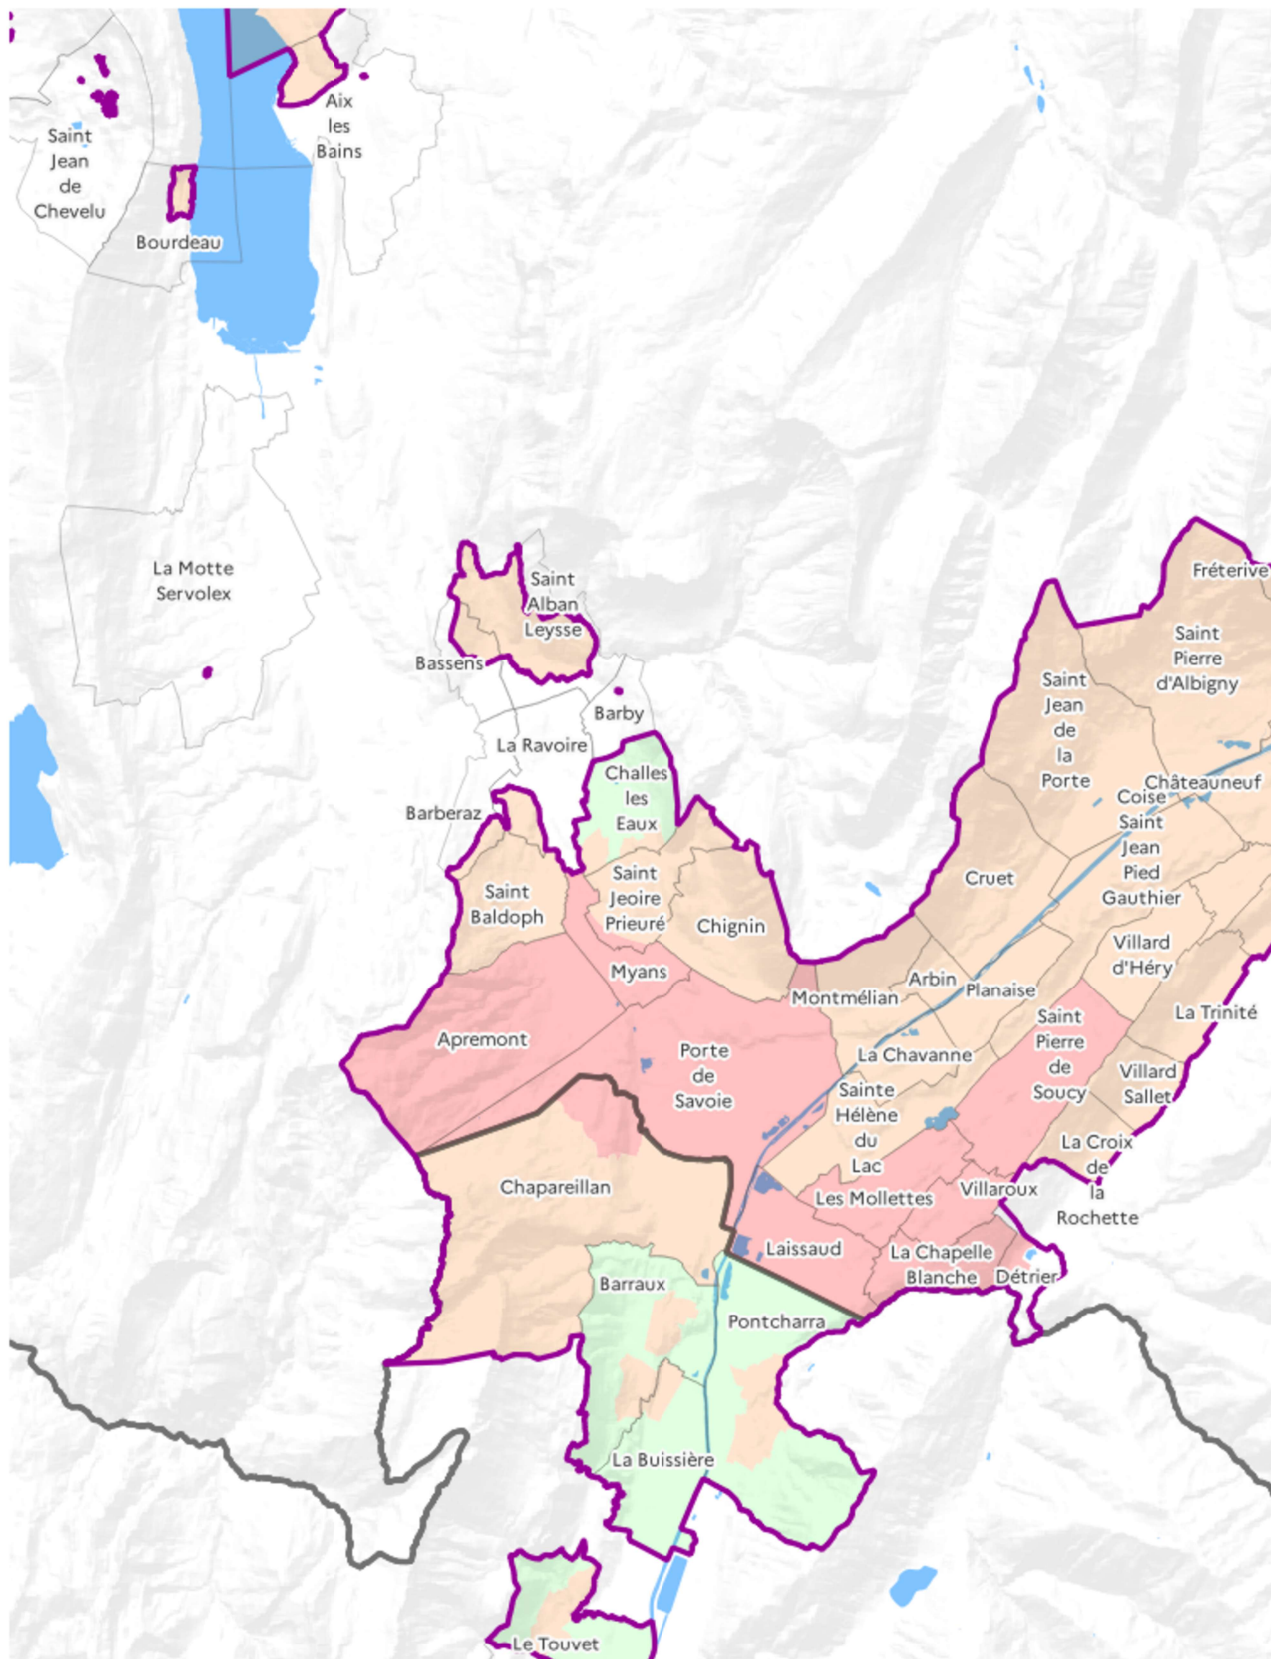 Aix
les
Bains
Saint
Jean
de
Chevelu
Bourdeau
La Motte
Servolex
Saint
Alban
Leysse
Bassens
Barby
La Ravoire
Challes
les
Eaux
Barberaz
Fréterive
Saint
Pierre
d'Albigny
Saint
Jean
de
la
Porte
Châteauneuf
Coise
Saint
Jean
Pied
Gauthier
Cruet
Saint
Baldoph
Saint
Jeoire
Prieuré
Chignin
Myans
Villard
d'Héry
Arbin
Planaise
Montmélian
La Trinité
Apremont
Porte
de
Savoie
La Chavanne
Saint
Pierre
de
Soucy
Villard
Sallet
Sainte
Hélène
du
Lac
La Croix
de
la
Rochette
Chapareillan
Les Mollettes
Villaroux
Laissaud
La Chapelle
Blanche
Détrier
Barraux
Pontcharra
La Buissière
Le Touvet